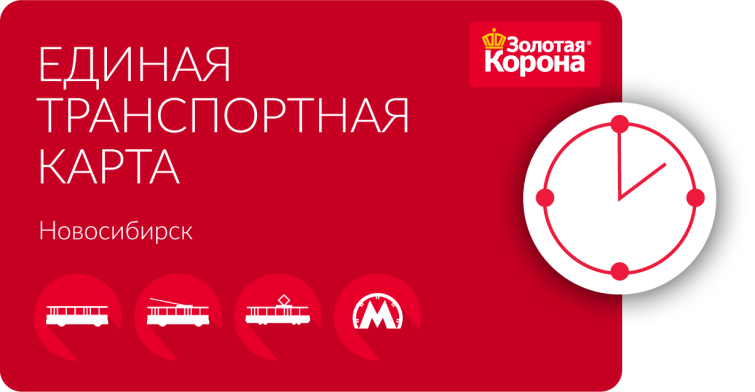 ЕДИНАЯ
ТРАНСПОРТНАЯ
КАРТА
Новосибирск
Золотая®
Корона
М